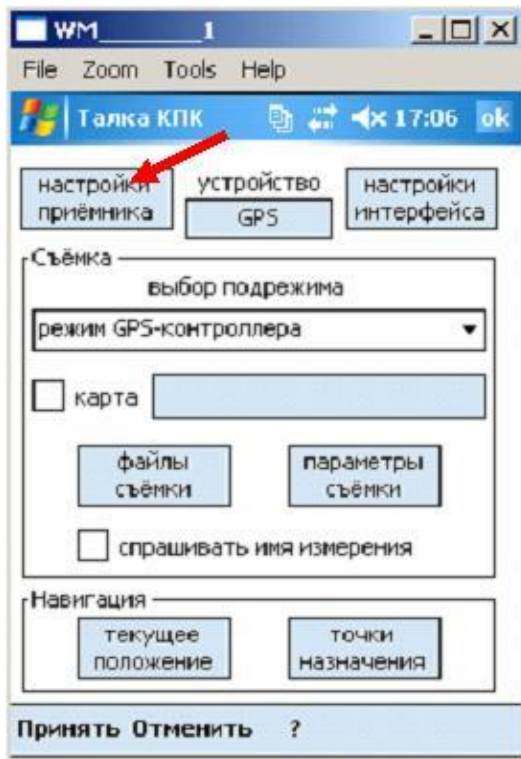 WM________1
File Zoom Tools Help
Талка КПК 17:06 ok
настройки
приёмника
устройство
GPS
настройки
интерфейса
Съёмка
выбор подрежима
режим GPS-контроллера
карта
файлы
съёмки
параметры
съёмки
спрашивать имя измерения
Навигация
текущее
положение
точки
назначения
Принять Отменить ?